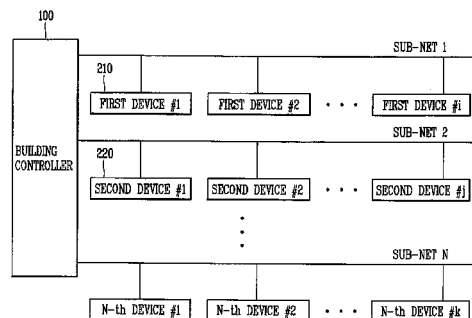 100
SUB-NET 1
210
FIRST DEVICE #1 FIRST DEVICE #2 • • • FIRST DEVICE #i
SUB-NET 2
BUILDING
CONTROLLER
220
SECOND DEVICE #1 SECOND DEVICE #2 • • • SECOND DEVICE #j
SUB-NET N
N-th DEVICE #1 N-th DEVICE #2 • • • N-th DEVICE #k